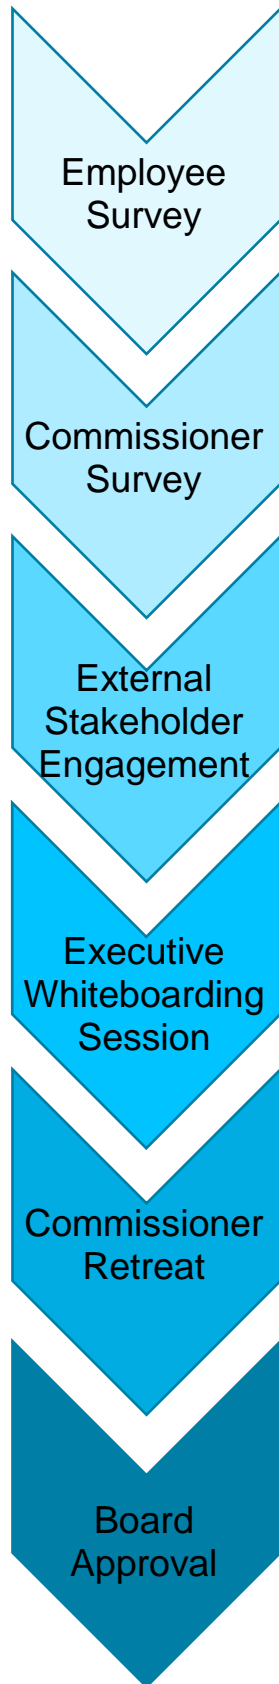 Employee
Survey
Commissioner
Survey
External
Stakeholder
Engagement
Executive
Whiteboarding
Session
Commissioner
Retreat
Board
Approval